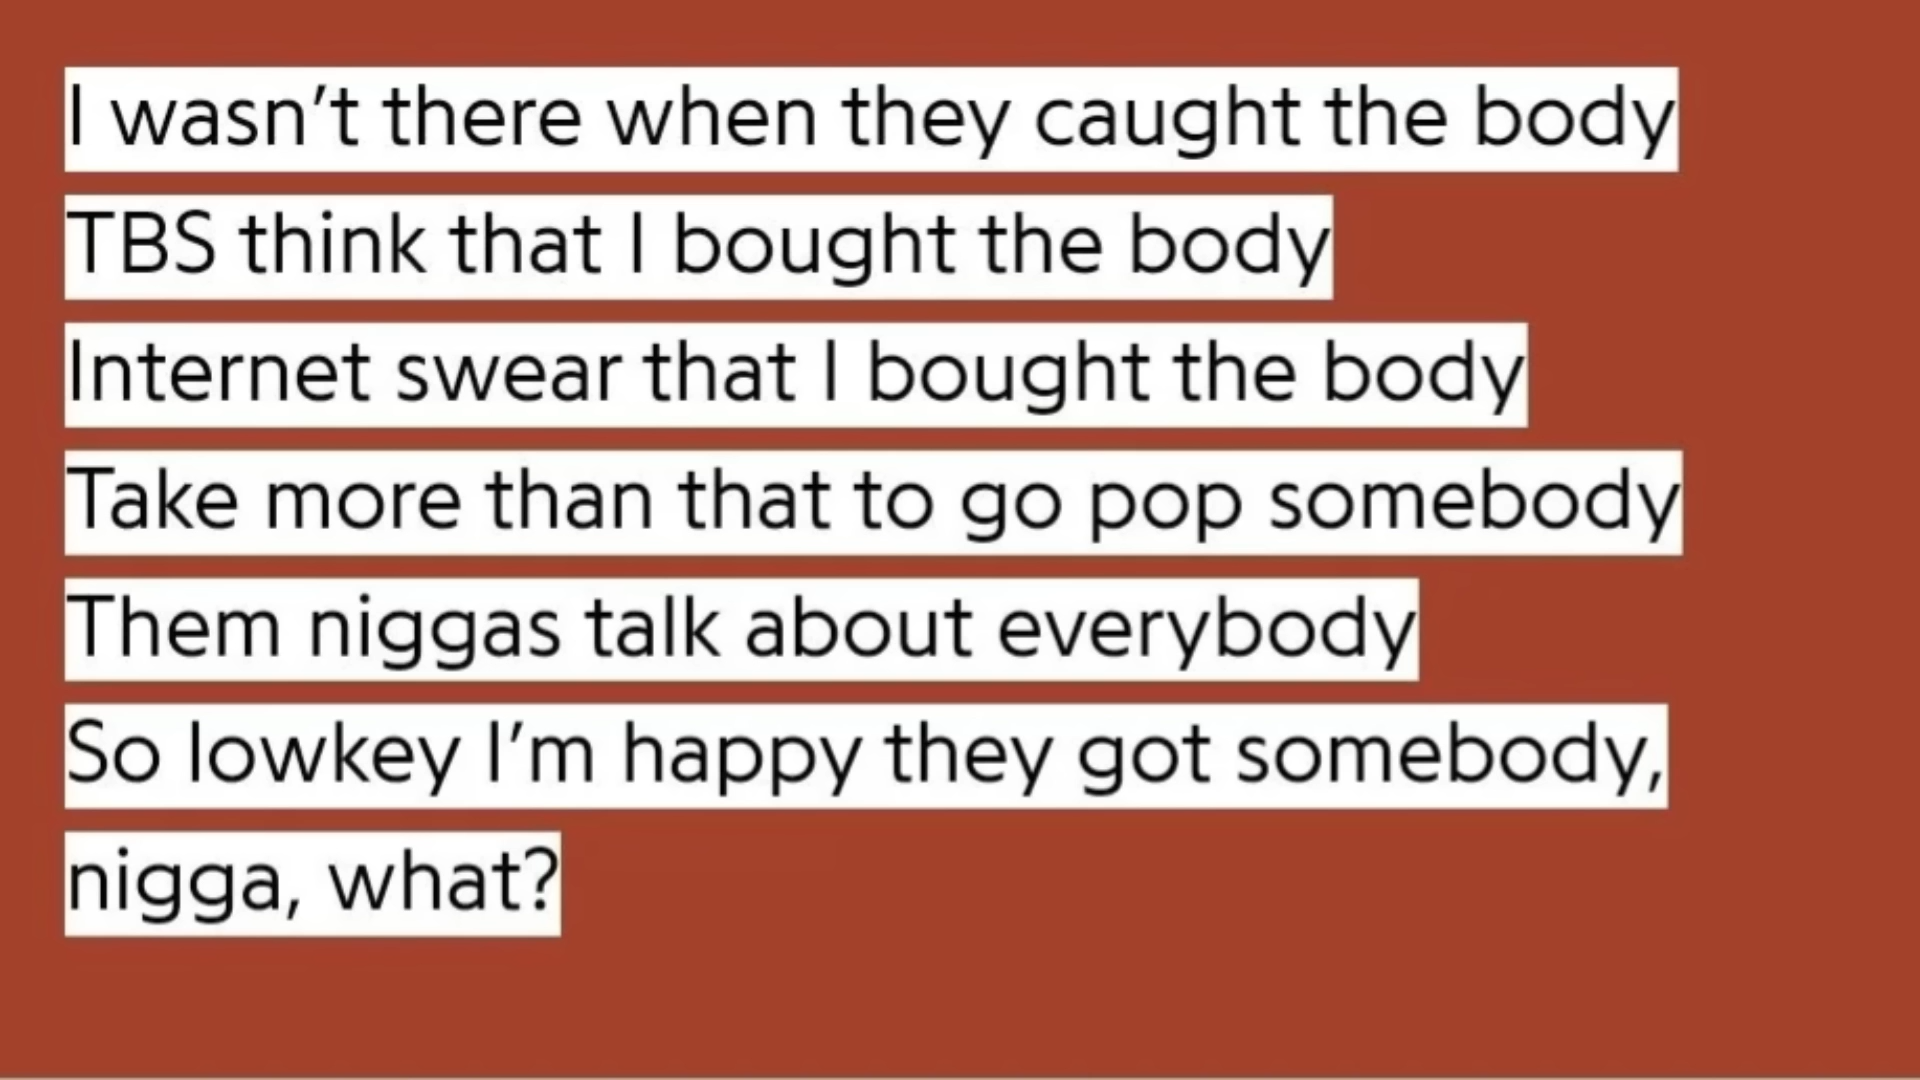 I wasn’t there when they caught the body
TBS think that I bought the body
Internet swear that I bought the body
Take more than that to go pop somebody
Them niggas talk about everybody
So lowkey I’m happy they got somebody,
nigga, what?